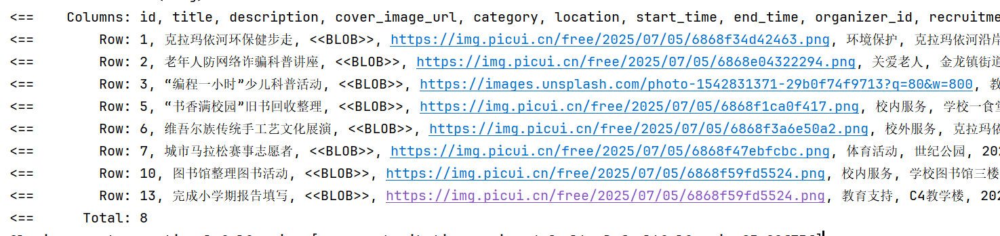 <==    Columns: id, title, description, cover_image_url, category, location, start_time, end_time, organizer_id, recruitme
<==        Row: 1, 克拉玛依河环保健步走, <<BLOB>>, https://img.picui.cn/free/2025/07/05/6868f34d42463.png, 环境保护, 克拉玛依河沿岸
<==        Row: 2, 老年人防网络诈骗科普讲座, <<BLOB>>, https://img.picui.cn/free/2025/07/05/6868e04322294.png, 关爱老人, 金龙镇街道
<==        Row: 3, “编程一小时”少儿科普活动, <<BLOB>>, https://images.unsplash.com/photo-1542831371-29b0f74f9713?q=80&w=800, 教
<==        Row: 5, “书香满校园”旧书回收整理, <<BLOB>>, https://img.picui.cn/free/2025/07/05/6868f1ca0f417.png, 校内服务, 学校一食堂
<==        Row: 6, 维吾尔族传统手工艺文化展演, <<BLOB>>, https://img.picui.cn/free/2025/07/05/6868f3a6e50a2.png, 校外服务, 克拉玛依
<==        Row: 7, 城市马拉松赛事志愿者, <<BLOB>>, https://img.picui.cn/free/2025/07/05/6868f47ebfcbc.png, 体育活动, 世纪公园, 202
<==        Row: 10, 图书馆整理图书活动, <<BLOB>>, https://img.picui.cn/free/2025/07/05/6868f59fd5524.png, 校内服务, 学校图书馆三楼
<==        Row: 13, 完成小学期报告填写, <<BLOB>>, https://img.picui.cn/free/2025/07/05/6868f59fd5524.png, 教育支持, C4教学楼, 202
<==      Total: 8